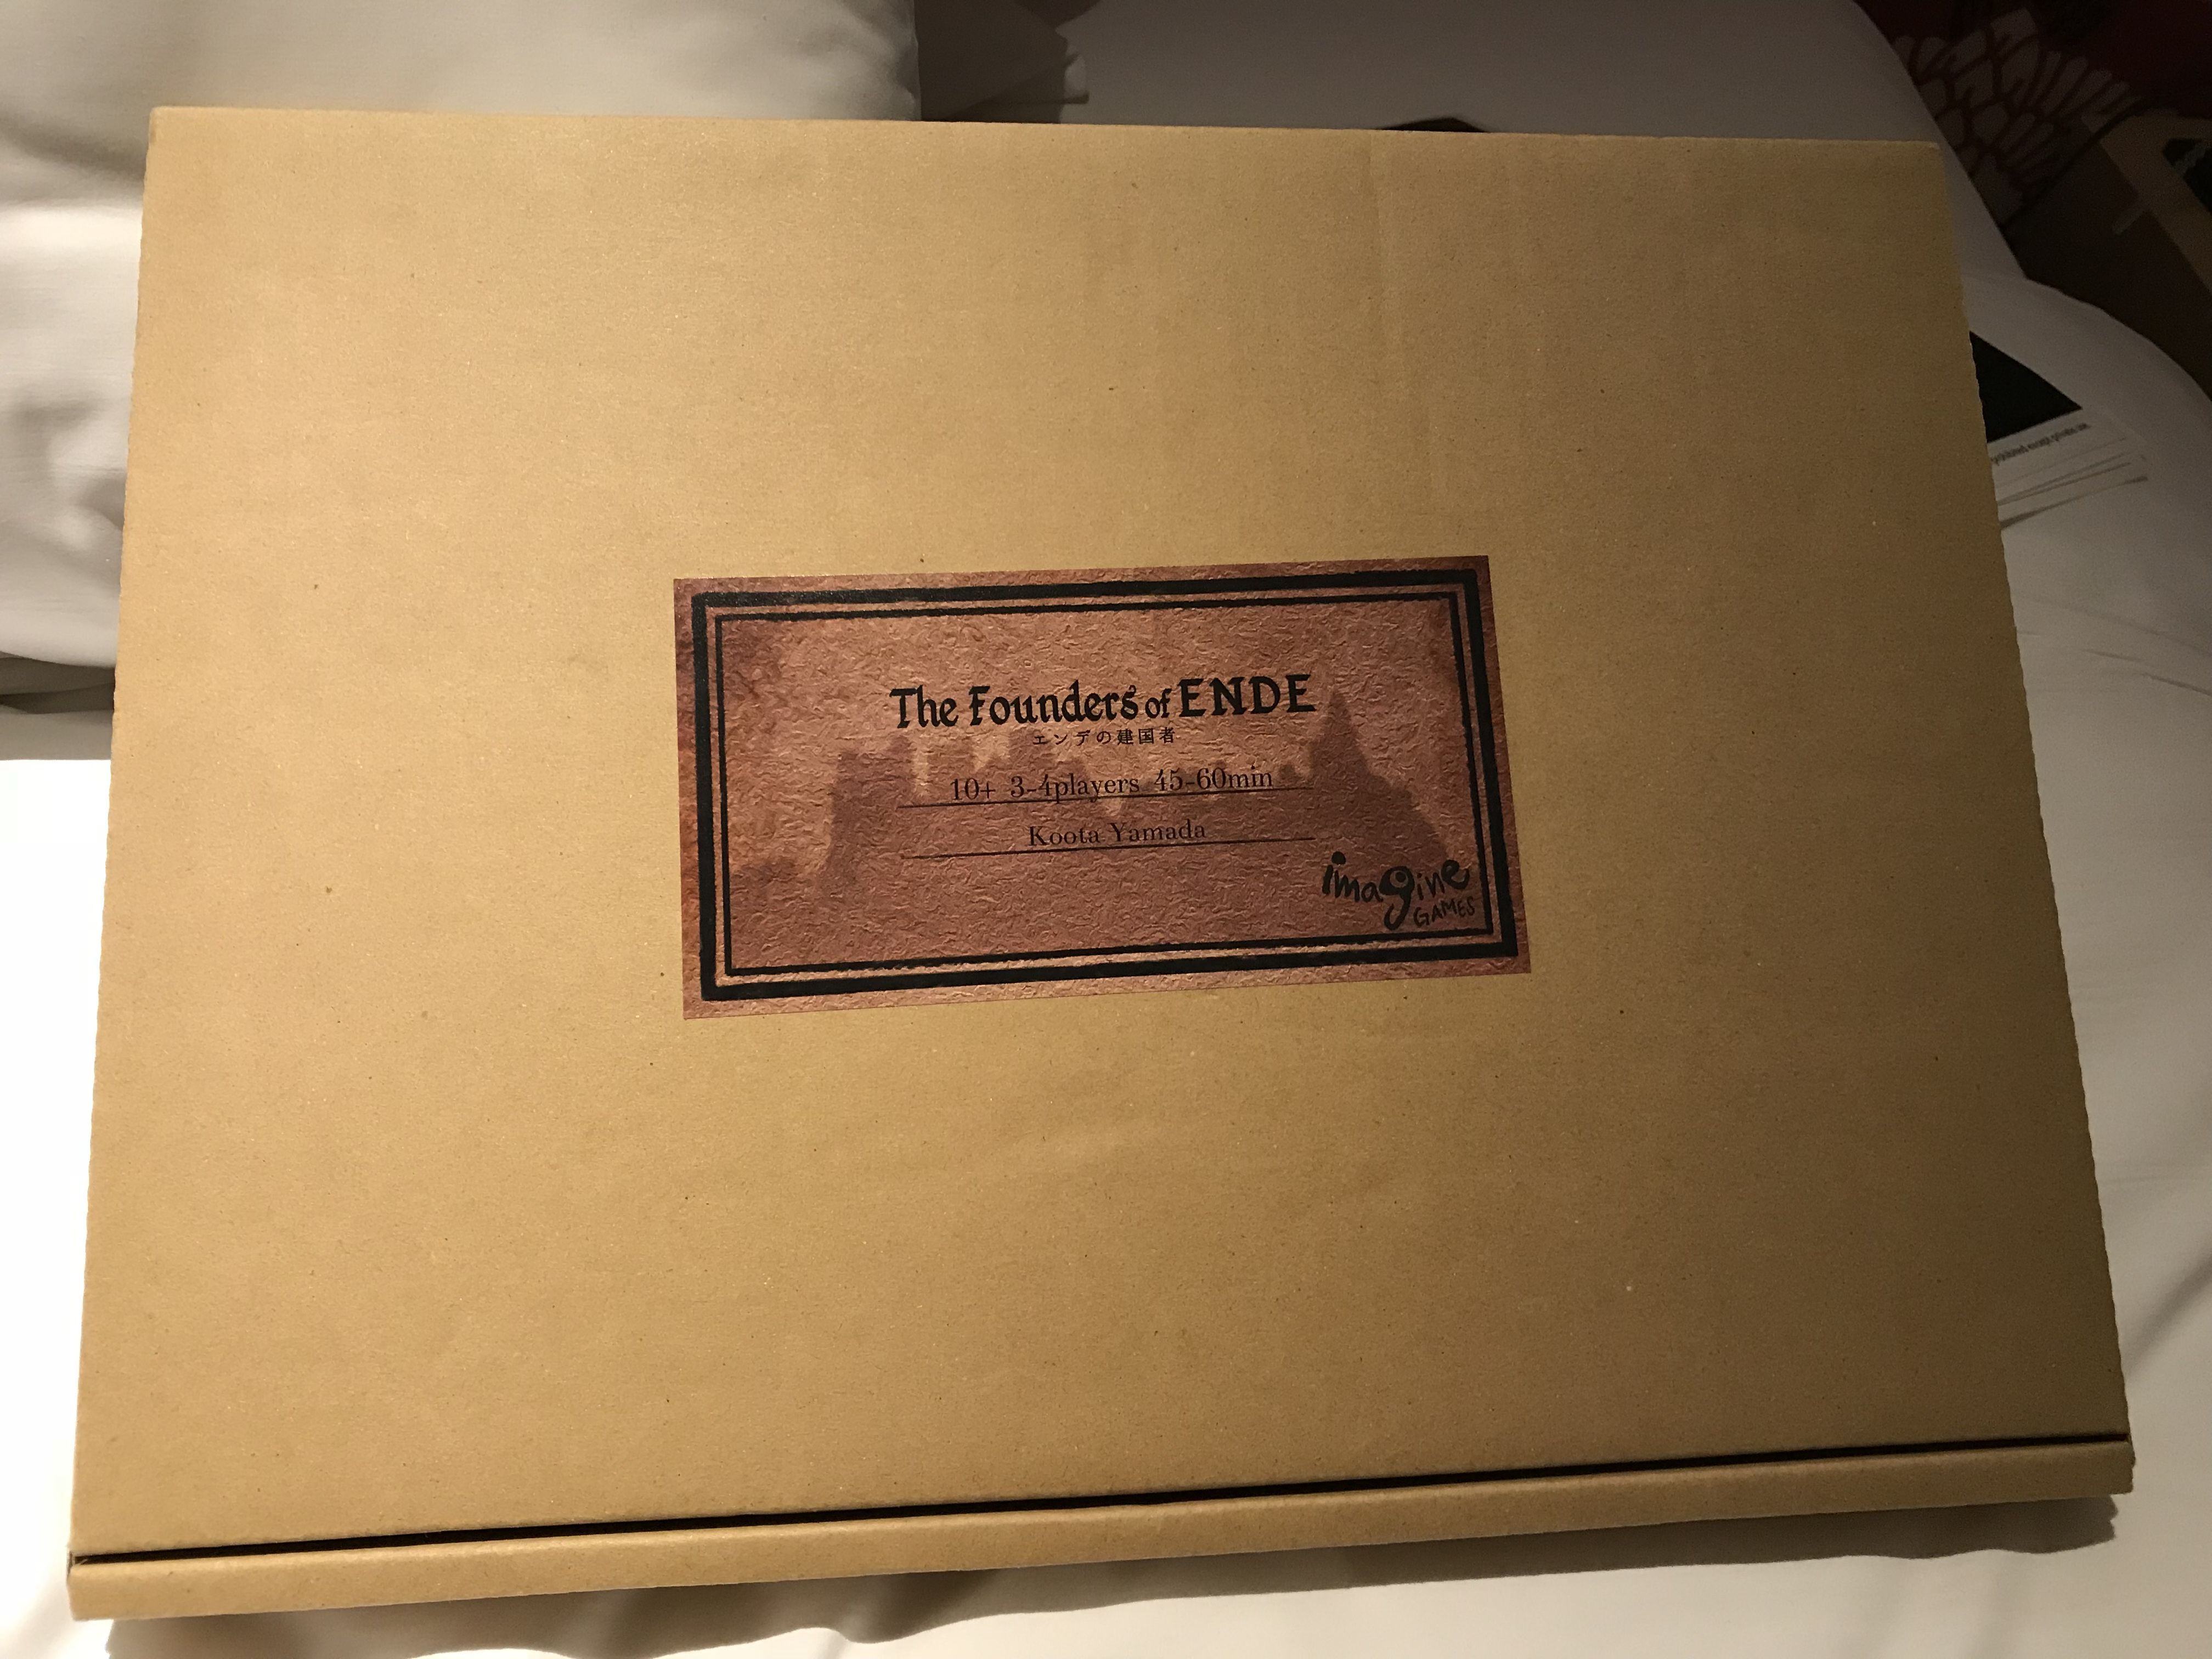 The Founders of ENDE
エンデの建国者
10+ 3-4players 45-60min
Koota Yamada
imagine
GAMES